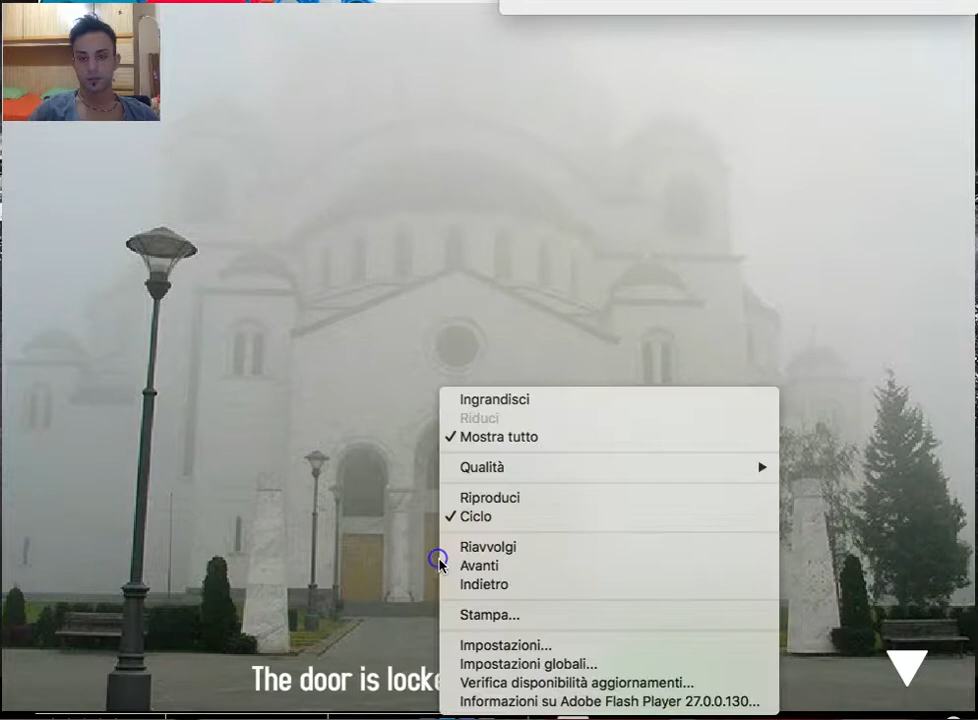 Ingrandisci
Riduci
Mostra tutto
Qualità
Riproduci
Ciclo
Riavvolgi
Avanti
Indietro
Stampa...
Impostazioni...
Impostazioni globali...
Verifica disponibilità aggiornamenti...
Informazioni su Adobe Flash Player 27.0.0.130...
The door is locke